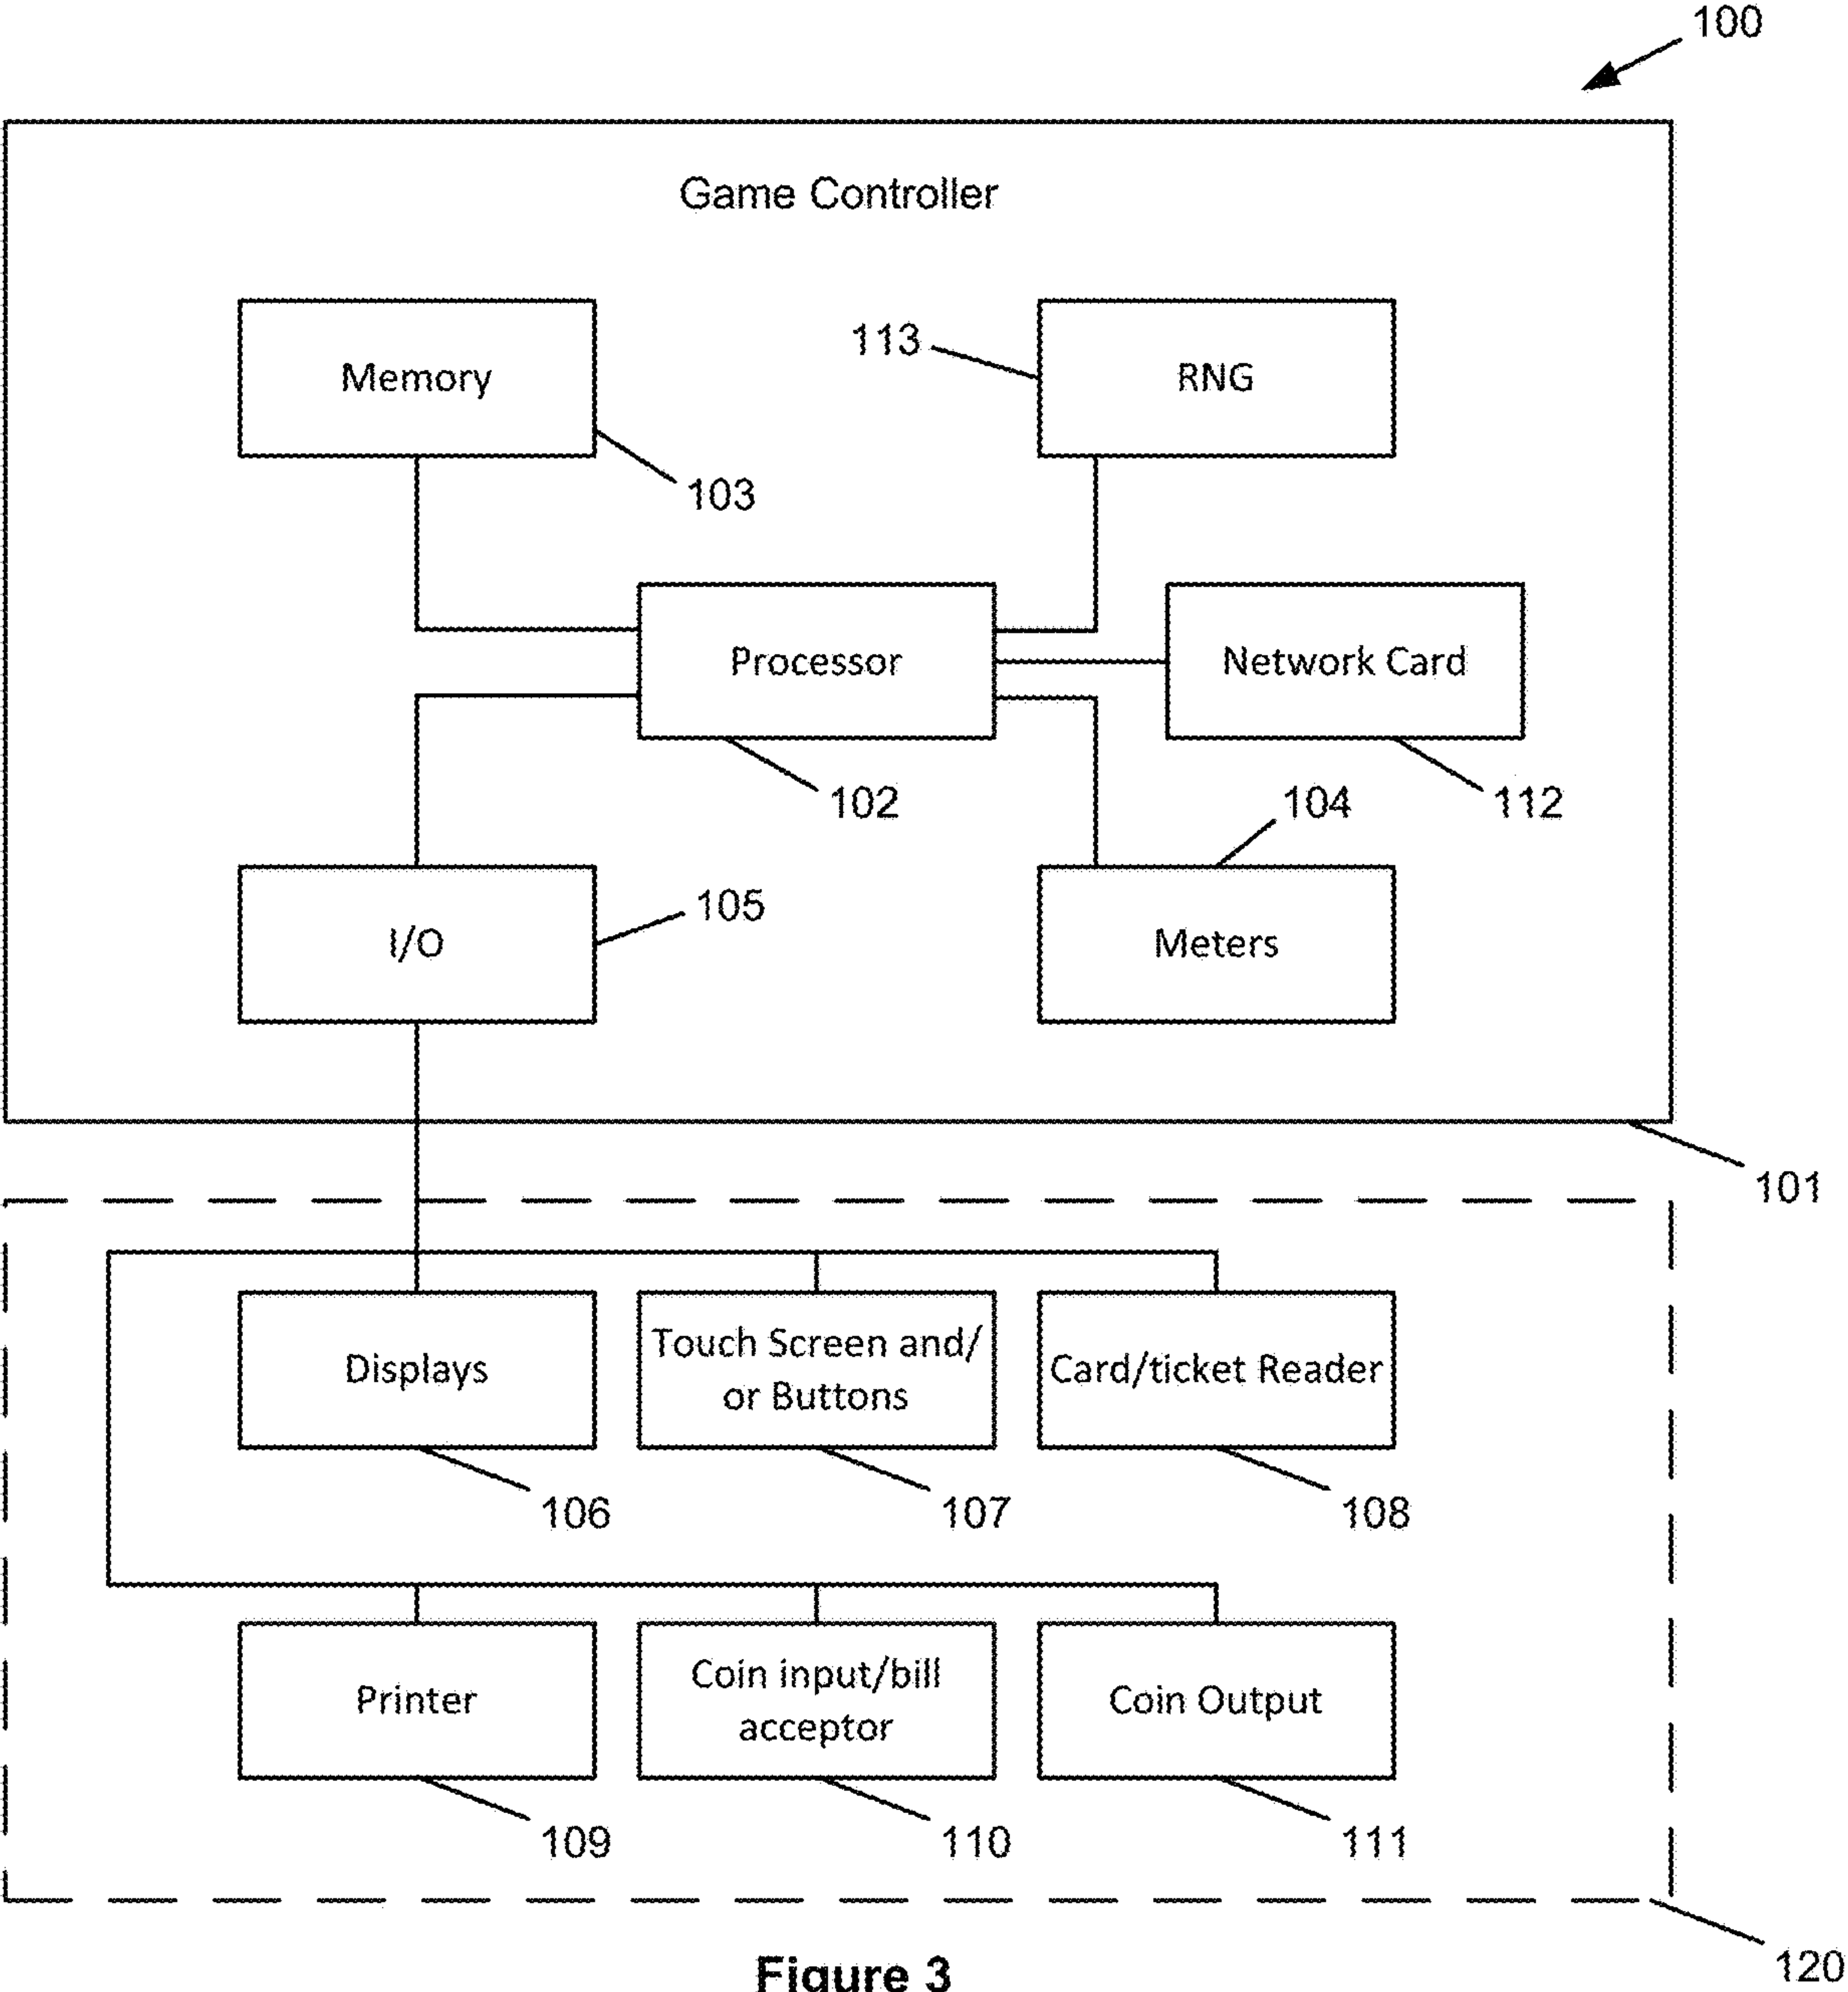 100
Game Controller
Memory
113
RNG
103
Processor
Network Card
102
104
112
I/O
105
Meters
101
Displays
Touch Screen and/
or Buttons
Card/ticket Reader
106
107
108
Printer
Coin input/bill
acceptor
Coin Output
109
110
111
120
Figure 3